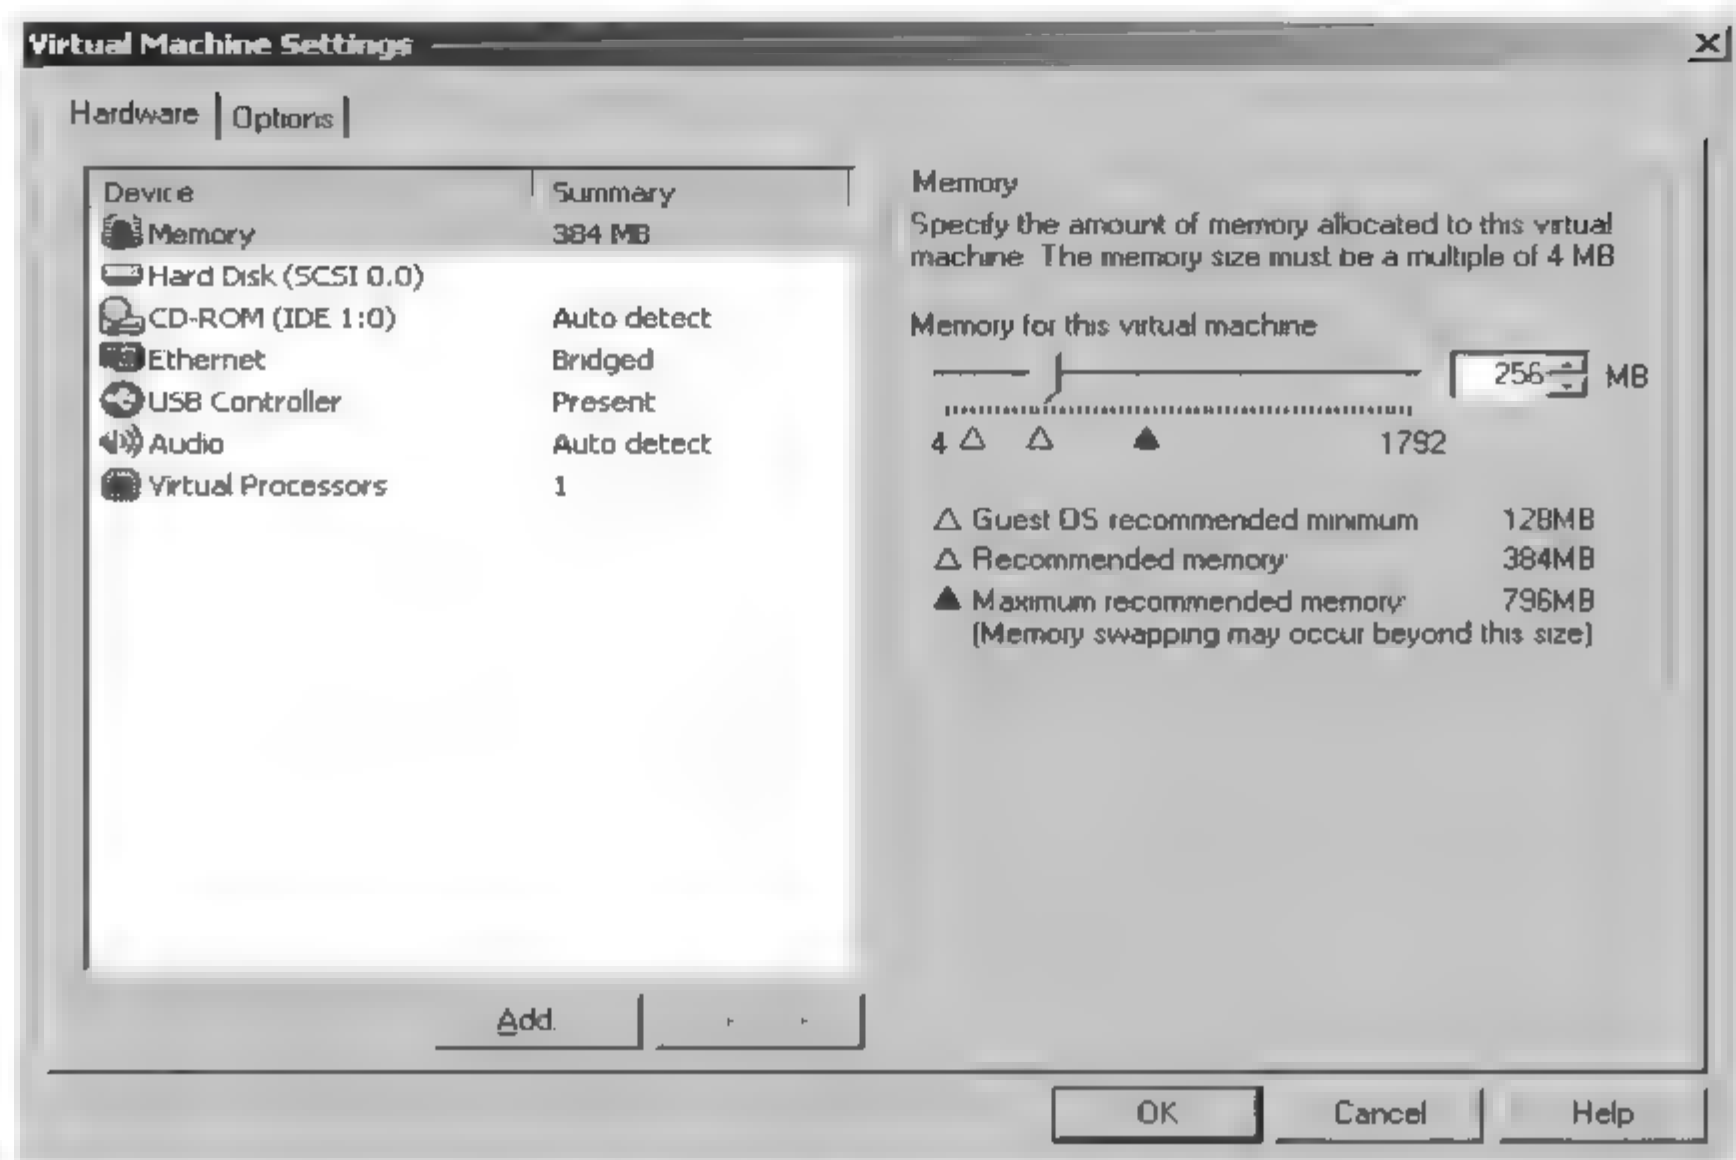 Virtual Machine Settings
Hardware Options
Device Summary
Memory 384 MB
Hard Disk (SCSI 0.0)
CD-ROM (IDE 1:0) Auto detect
Ethernet Bridged
USB Controller Present
Audio Auto detect
Virtual Processors 1
Add.
Memory
Specify the amount of memory allocated to this virtual
machine The memory size must be a multiple of 4 MB
Memory for this virtual machine
256 MB
4 1792
Guest OS recommended minimum 128MB
Recommended memory 384MB
Maximum recommended memory 796MB
(Memory swapping may occur beyond this size)
OK Cancel Help